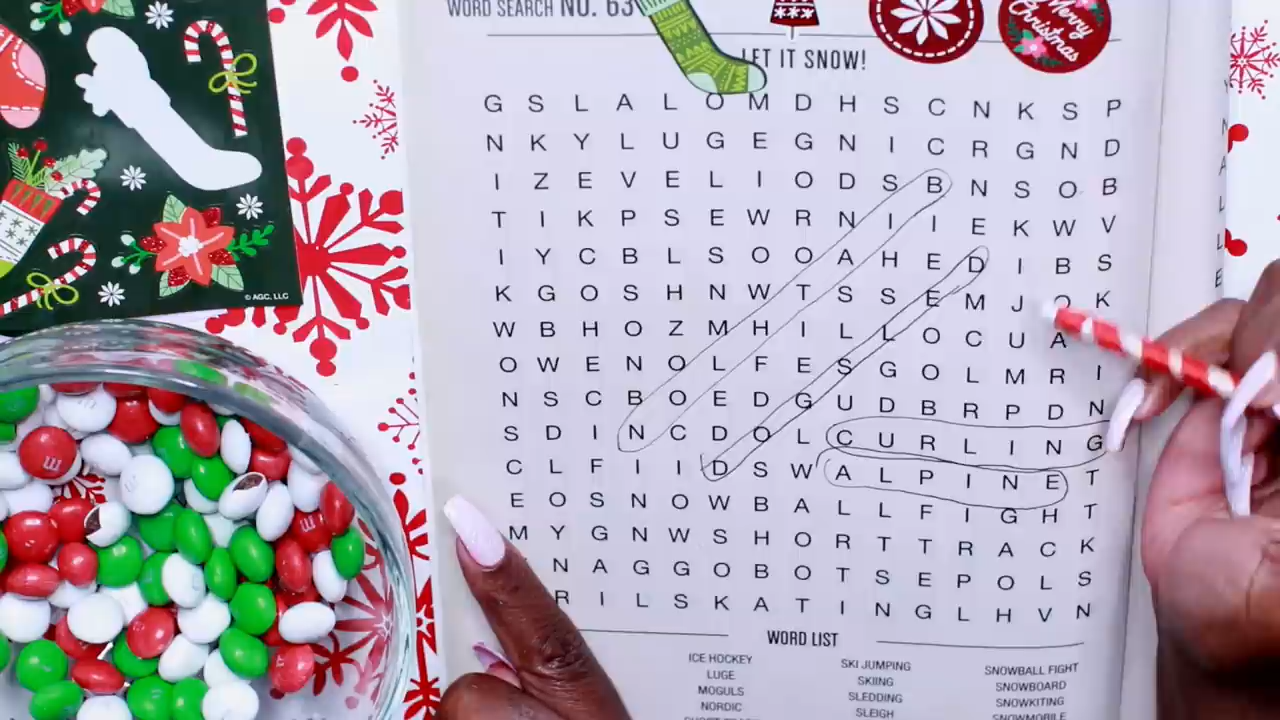 WORD SEARCH NO. 63
LET IT SNOW!
Merry Christmas
G S L A L O M D H S C N K S P
N K Y L U G E G N I C R G N D
I Z E V E L I O D S B N S O B
T I K P S E W R N I I E K W V
I Y C B L S O O A H E D I B S
K G O S H N W T S S E M J O K
W B H O Z M H I L L O C U A
O W E N O L F E S G O L M R I
N S C B O E D G U D B R P D N
S D I N C D O L C U R L I N G
C L F I I D S W A L P I N E T
E O S N O W B A L L F I G H T
M Y G N W S H O R T T R A C K
N A G G O B O T S E P O L S
R I L S K A T I N G L H V N
© AGC, LLC
WORD LIST
ICE HOCKEY
LUGE
MOGULS
NORDIC
SKI JUMPING
SKIING
SLEDDING
SLEIGH
SNOWBALL FIGHT
SNOWBOARD
SNOWKITING
SNOWMOBILE